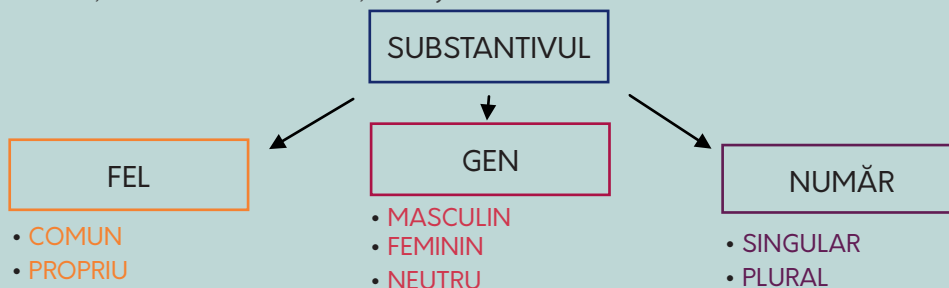 SUBSTANTIVUL
FEL
• COMUN
• PROPRIU
GEN
• MASCULIN
• FEMININ
• NEUTRU
NUMĂR
• SINGULAR
• PLURAL